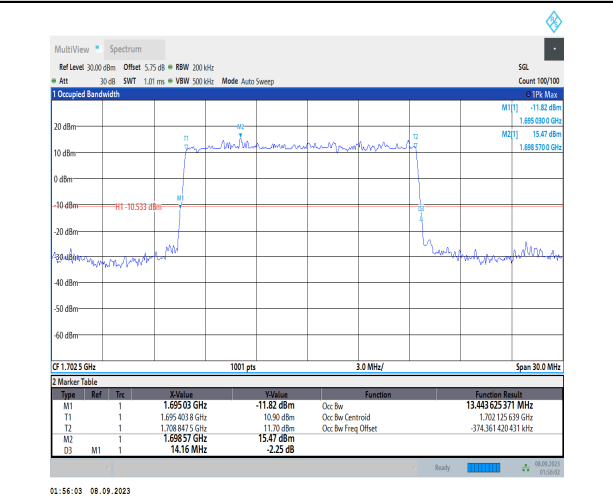 MultiView Spectrum
Ref Level 30.00 dBm Offset 5.75 dB RBW 200 kHz SGL
Att 30 dB SWT 1.01 ms VBW 500 kHz Mode Auto Sweep Count 100/100
1 Occupied Bandwidth 1Pk Max
M1[1] -11.82 dBm
1.695 030 0 GHz
M2[1] 15.47 dBm
1.698 570 0 GHz
20 dBm
M2
T1
T2
10 dBm
0 dBm
M1
-10 dBm
H1 -10.533 dBm
D3
-20 dBm
-30 dBm
-40 dBm
-50 dBm
-60 dBm
CF 1.702 5 GHz 1001 pts 3.0 MHz/ Span 30.0 MHz
2 Marker Table
Type Ref Trc X-Value Y-Value Function Function Result
M1 1 1.695 03 GHz -11.82 dBm Occ Bw 13.443 625 371 MHz
T1 1 1.695 403 8 GHz 10.90 dBm Occ Bw Centroid 1.702 125 639 GHz
T2 1 1.708 847 5 GHz 11.70 dBm Occ Bw Freq Offset -374.361 420 431 kHz
M2 1 1.698 57 GHz 15.47 dBm
D3 M1 1 14.16 MHz -2.25 dB
Ready 08.09.2023
01:56:02
01:56:03 08.09.2023